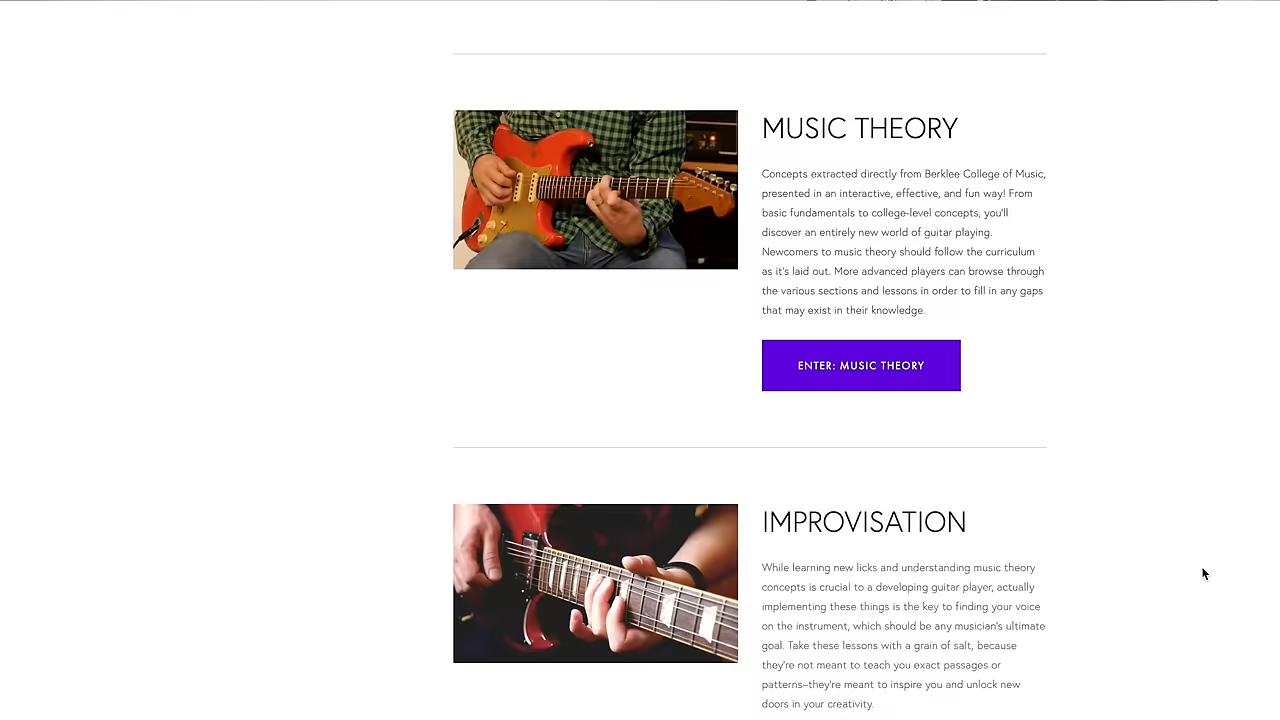 MUSIC THEORY
Concepts extracted directly from Berklee College of Music,
presented in an interactive, effective, and fun way! From
basic fundamentals to college-level concepts, you'll
discover an entirely new world of guitar playing.
Newcomers to music theory should follow the curriculum
as it's laid out. More advanced players can browse through
the various sections and lessons in order to fill in any gaps
that may exist in their knowledge.
ENTER: MUSIC THEORY
IMPROVISATION
While learning new licks and understanding music theory
concepts is crucial to a developing guitar player, actually
implementing these things is the key to finding your voice
on the instrument, which should be any musician's ultimate
goal. Take these lessons with a grain of salt, because
they're not meant to teach you exact passages or
patterns–they're meant to inspire you and unlock new
doors in your creativity.